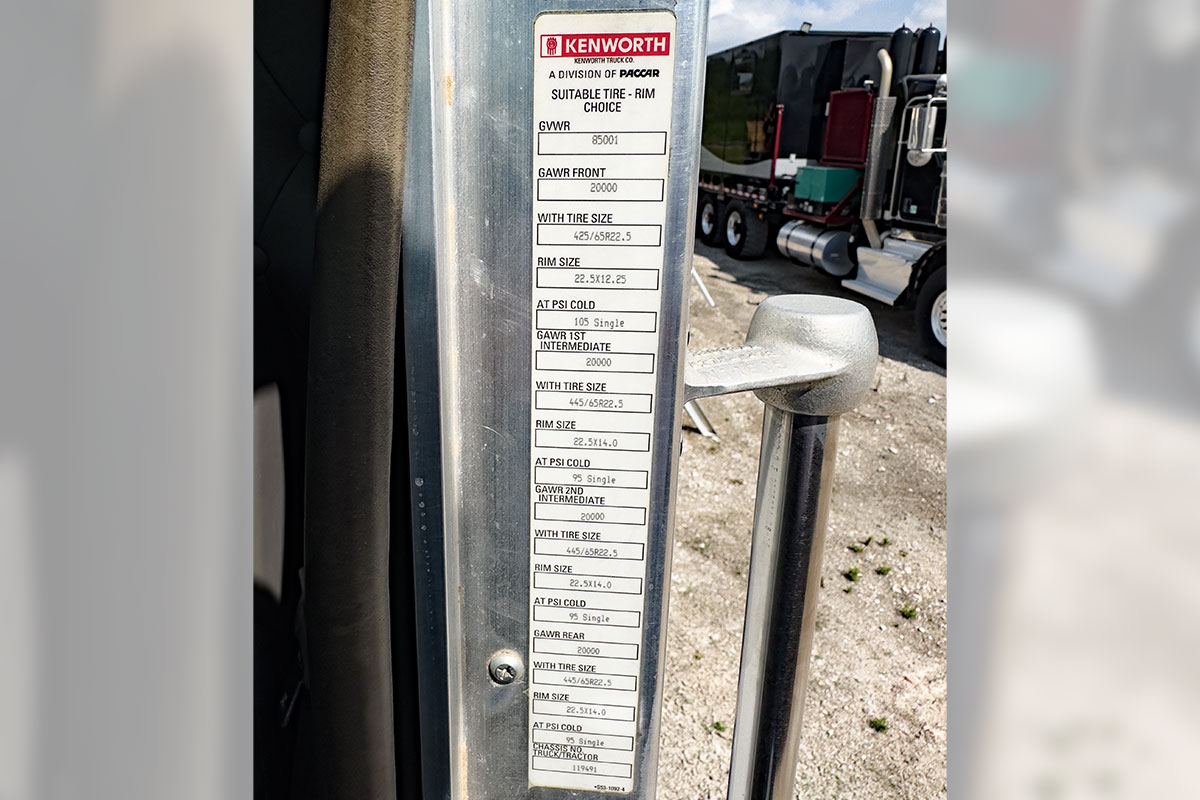 KENWORTH
KENWORTH TRUCK CO.
A DIVISION OF PACCAR
SUITABLE TIRE - RIM
CHOICE
GVWR
85001
GAWR FRONT
20000
WITH TIRE SIZE
425/65R22.5
RIM SIZE
22.5X12.25
AT PSI COLD
105 Single
GAWR 1ST
INTERMEDIATE
20000
WITH TIRE SIZE
445/65R22.5
RIM SIZE
22.5X14.0
AT PSI COLD
95 Single
GAWR 2ND
INTERMEDIATE
20000
WITH TIRE SIZE
445/65R22.5
RIM SIZE
22.5X14.0
AT PSI COLD
95 Single
GAWR REAR
20000
WITH TIRE SIZE
445/65R22.5
RIM SIZE
22.5X14.0
AT PSI COLD
95 Single
CHASSIS NO.
TRUCK/TRACTOR
119491
S53-1092-4